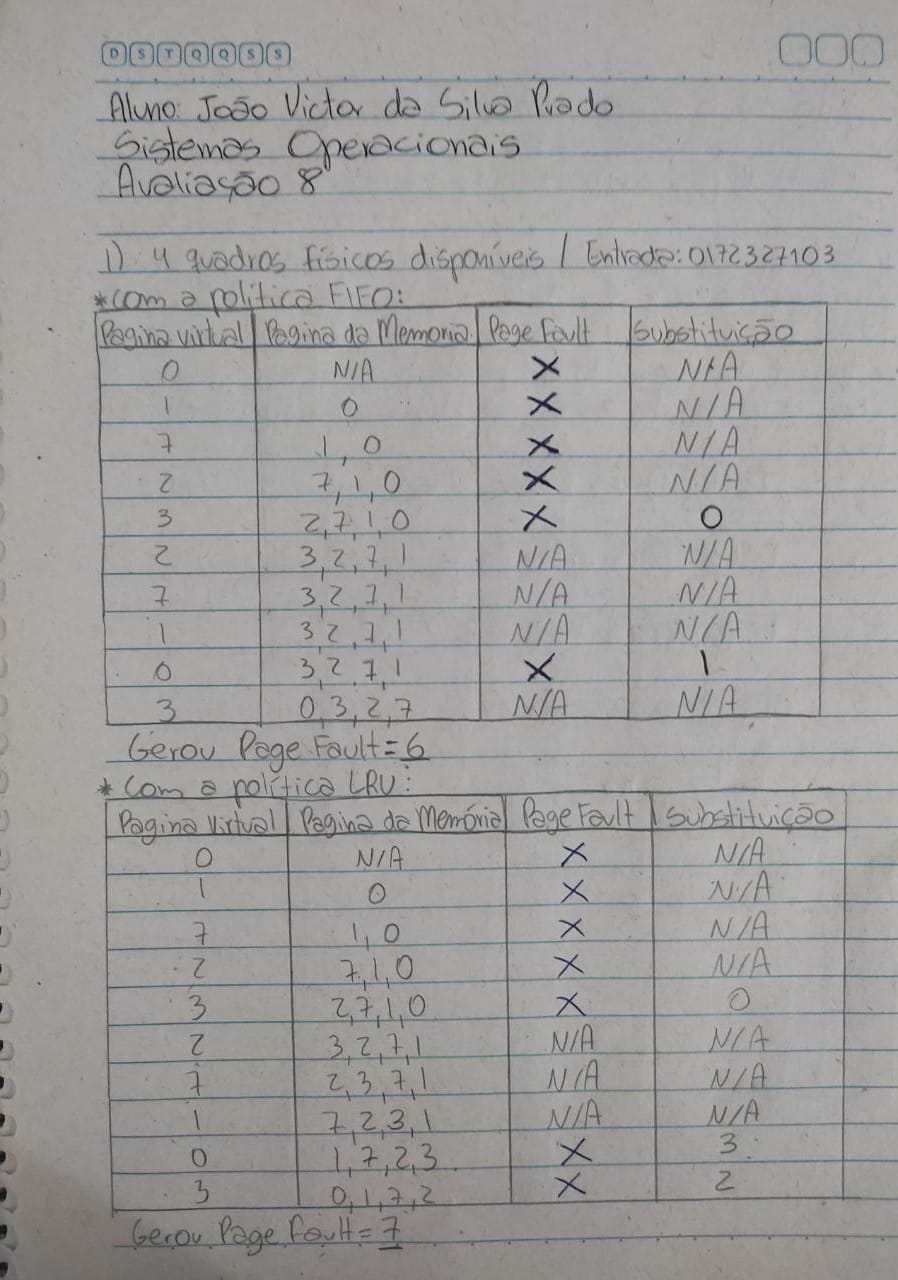 D S T Q Q S S
Aluno: João Victor da Silva Prado
Sistemas Operacionais
Avaliação 8
1) 4 quadros físicos disponíveis / Entrada: 0172327103
*com a politica FIFO:
Pagina virtual Pagina da Memoria Page Fault Substituição
0 N/A X N/A
1 0 X N/A
7 1,0 X N/A
2 7,1,0 X N/A
3 2,7,1,0 X 0
2 3,2,7,1 N/A N/A
7 3,2,7,1 N/A N/A
1 3,2,7,1 N/A N/A
0 3,2,7,1 X 1
3 0,3,2,7 N/A N/A
Gerou Page Fault=6
* Com a política LRU:
Pagina Virtual Pagina da Memória Page Fault Substituição
0 N/A X N/A
1 0 X N/A
7 1,0 X N/A
2 7,1,0 X N/A
3 2,7,1,0 X 0
2 3,2,7,1 N/A N/A
7 2,3,7,1 N/A N/A
1 7,2,3,1 N/A N/A
0 1,7,2,3 X 3
3 0,1,7,2 X 2
Gerou Page Fault=7